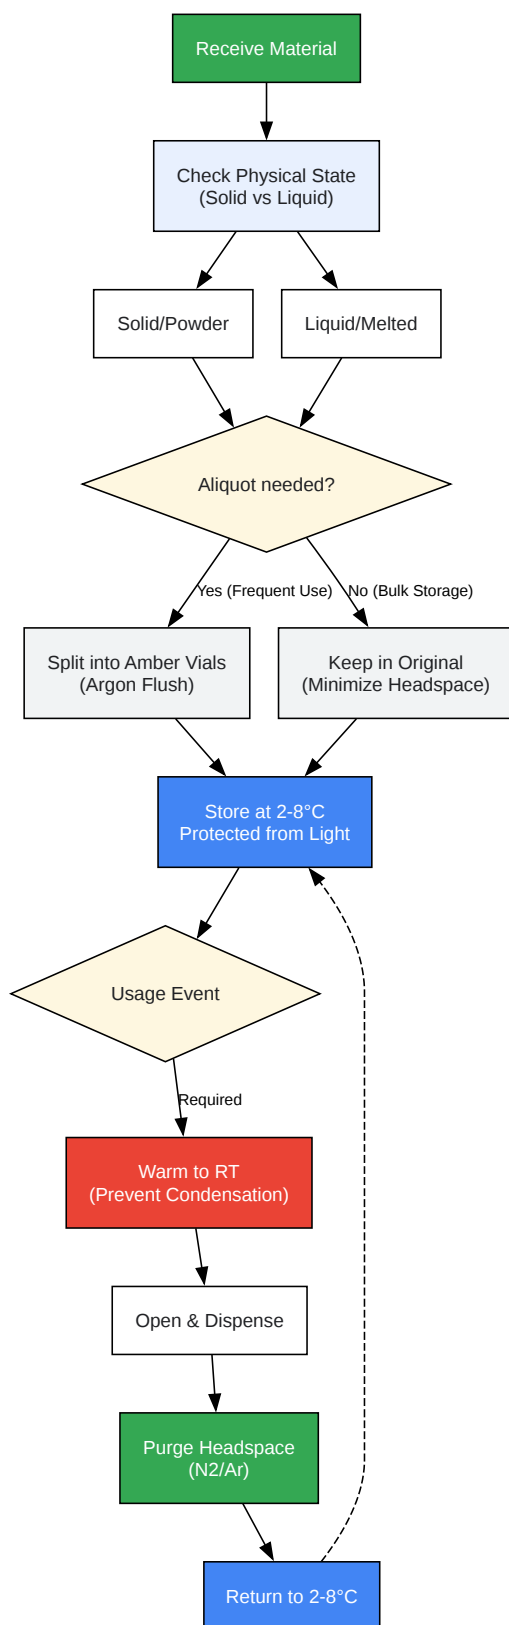 Receive Material
Check Physical State
(Solid vs Liquid)
Solid/Powder
Liquid/Melted
Aliquot needed?
Yes (Frequent Use)
No (Bulk Storage)
Split into Amber Vials
(Argon Flush)
Keep in Original
(Minimize Headspace)
Store at 2-8°C
Protected from Light
Usage Event
Required
Warm to RT
(Prevent Condensation)
Open & Dispense
Purge Headspace
(N2/Ar)
Return to 2-8°C